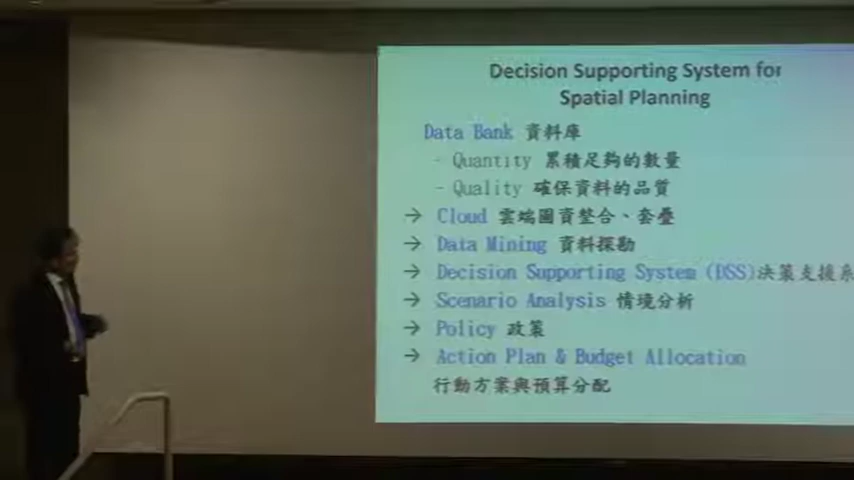 Decision Supporting System for
Spatial Planning
Data Bank 資料庫
- Quantity 累積足夠的數量
- Quality 確保資料的品質
→ Cloud 雲端圖資整合、套疊
→ Data Mining 資料探勘
→ Decision Supporting System (DSS)決策支援系
→ Scenario Analysis 情境分析
→ Policy 政策
→ Action Plan & Budget Allocation
行動方案與預算分配